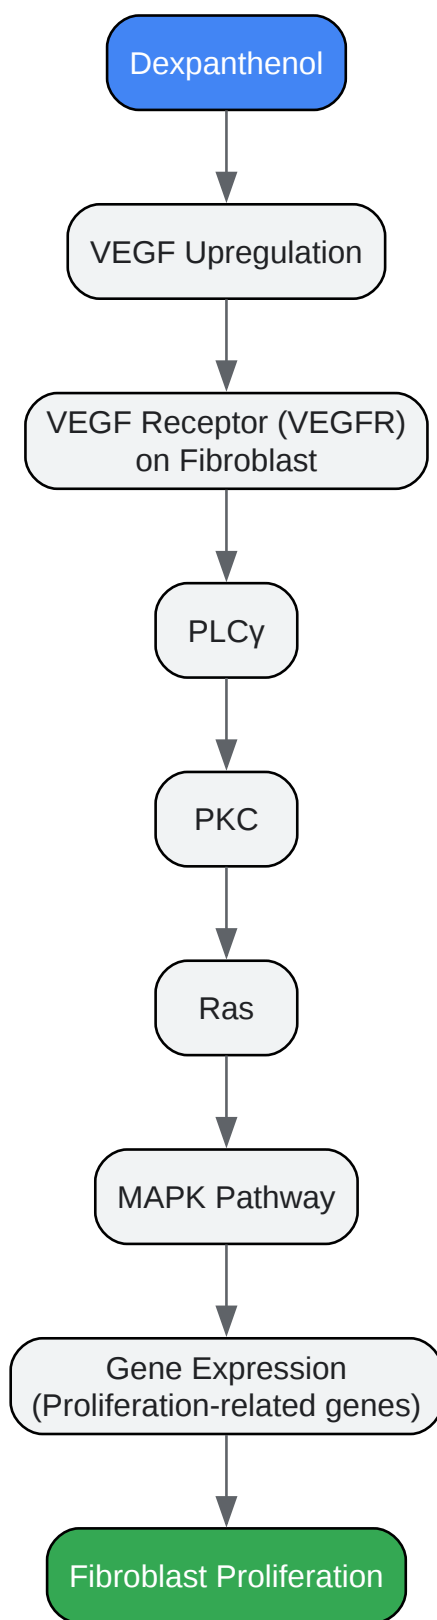 Dexpanthenol
VEGF Upregulation
VEGF Receptor (VEGFR)
on Fibroblast
PLCγ
PKC
Ras
MAPK Pathway
Gene Expression
(Proliferation-related genes)
Fibroblast Proliferation